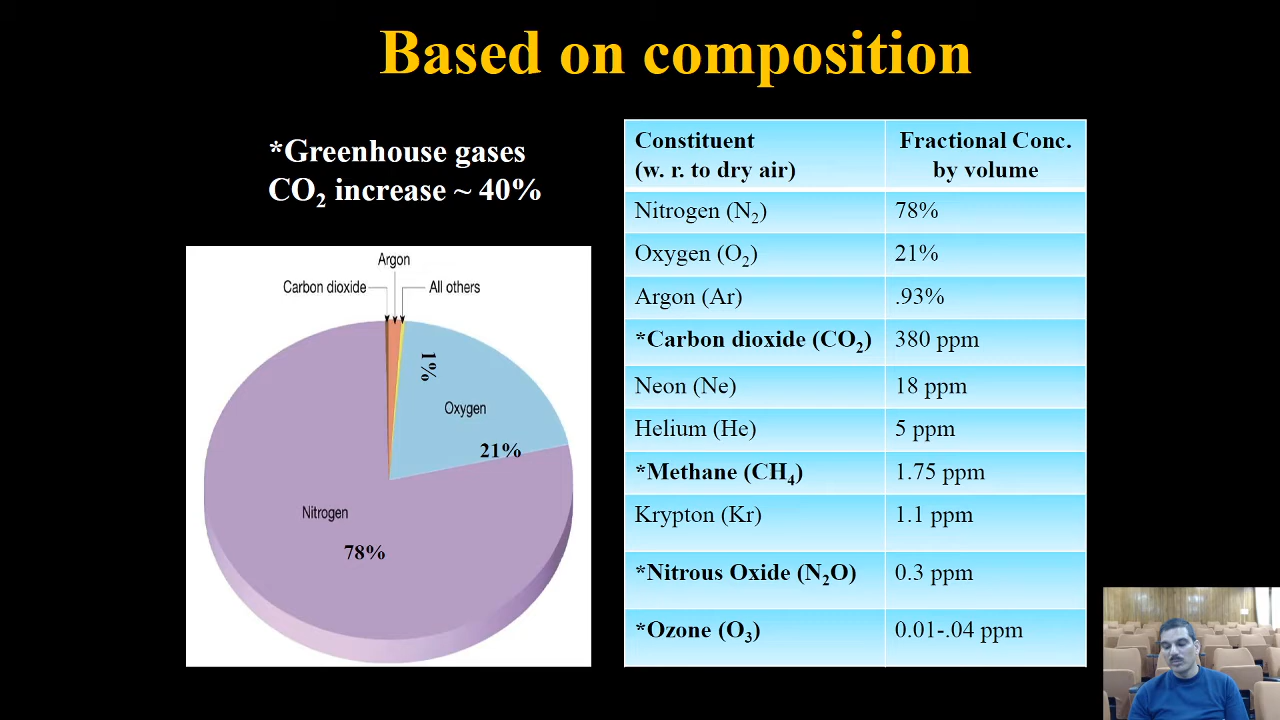 Based on composition
*Greenhouse gases
CO₂ increase ~ 40%
Argon
Carbon dioxide
All others
1%
Oxygen
21%
Nitrogen
78%
Constituent
(w. r. to dry air)
Fractional Conc.
by volume
Nitrogen (N₂)
78%
Oxygen (O₂)
21%
Argon (Ar)
.93%
*Carbon dioxide (CO₂)
380 ppm
Neon (Ne)
18 ppm
Helium (He)
5 ppm
*Methane (CH₄)
1.75 ppm
Krypton (Kr)
1.1 ppm
*Nitrous Oxide (N₂O)
0.3 ppm
*Ozone (O₃)
0.01-.04 ppm